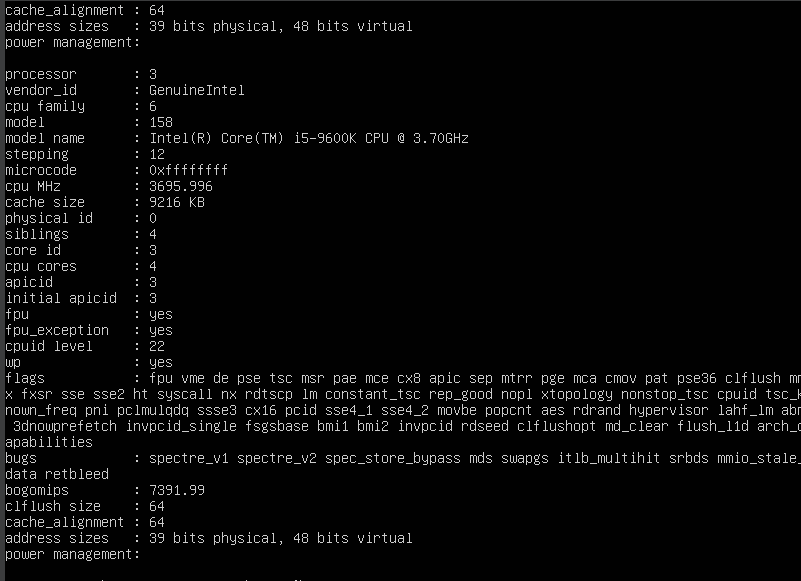 cache_alignment : 64
address sizes   : 39 bits physical, 48 bits virtual
power management:
processor       : 3
vendor_id       : GenuineIntel
cpu family      : 6
model           : 158
model name      : Intel(R) Core(TM) i5-9600K CPU @ 3.70GHz
stepping        : 12
microcode       : 0xffffffff
cpu MHz         : 3695.996
cache size      : 9216 KB
physical id     : 0
siblings        : 4
core id         : 3
cpu cores       : 4
apicid          : 3
initial apicid  : 3
fpu             : yes
fpu_exception   : yes
cpuid level     : 22
wp              : yes
flags           : fpu vme de pse tsc msr pae mce cx8 apic sep mtrr pge mca cmov pat pse36 clflush
x fxsr sse sse2 ht syscall nx rdtscp lm constant_tsc rep_good nopl xtopology nonstop_tsc cpuid tsc_k
nown_freq pni pclmulqdq ssse3 cx16 pcid sse4_1 sse4_2 movbe popcnt aes rdrand hypervisor lahf_lm
3dnowprefetch invpcid_single fsgsbase bmi1 bmi2 invpcid rdseed clflushopt md_clear flush_l1d
apabilities
bugs            : spectre_v1 spectre_v2 spec_store_bypass mds swapgs itlb_multihit srbds mmio_stale_
data retbleed
bogomips        : 7391.99
clflush size    : 64
cache_alignment : 64
address sizes   : 39 bits physical, 48 bits virtual
power management: